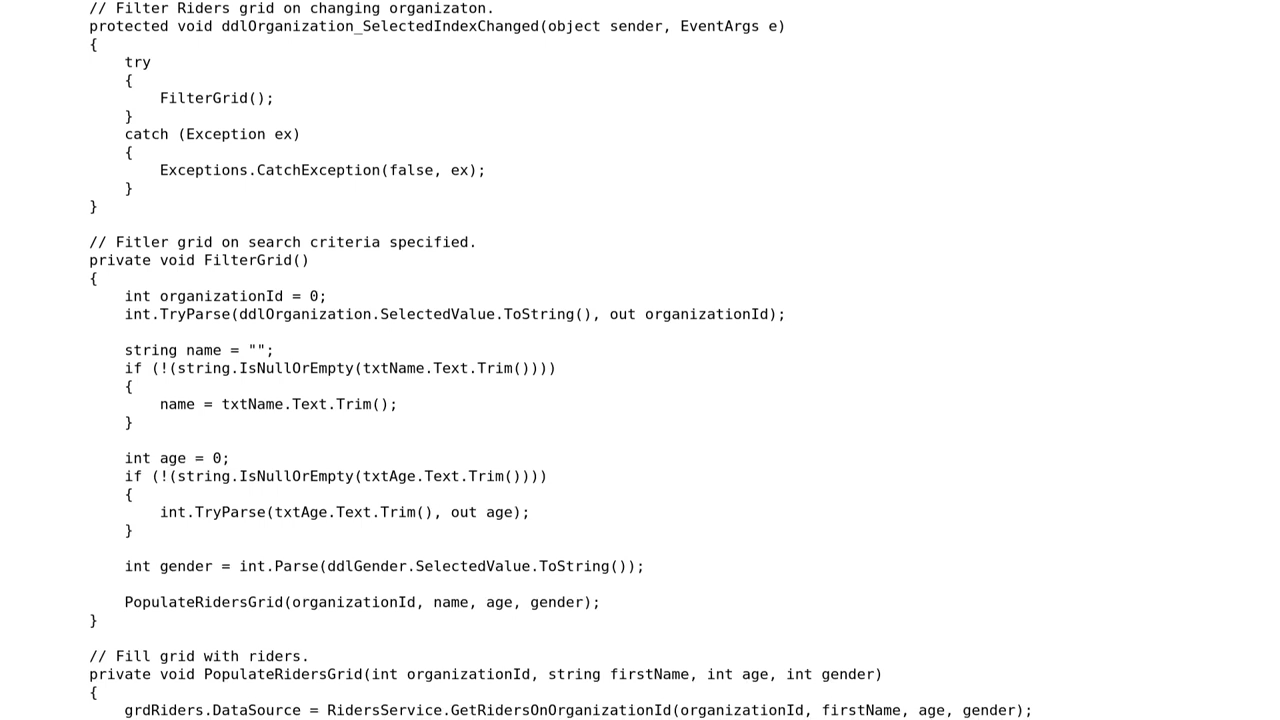 // Filter Riders grid on changing organizaton.
protected void ddlOrganization_SelectedIndexChanged(object sender, EventArgs e)
{
    try
    {
        FilterGrid();
    }
    catch (Exception ex)
    {
        Exceptions.CatchException(false, ex);
    }
}

// Fitler grid on search criteria specified.
private void FilterGrid()
{
    int organizationId = 0;
    int.TryParse(ddlOrganization.SelectedValue.ToString(), out organizationId);

    string name = "";
    if (!(string.IsNullOrEmpty(txtName.Text.Trim())))
    {
        name = txtName.Text.Trim();
    }

    int age = 0;
    if (!(string.IsNullOrEmpty(txtAge.Text.Trim())))
    {
        int.TryParse(txtAge.Text.Trim(), out age);
    }

    int gender = int.Parse(ddlGender.SelectedValue.ToString());

    PopulateRidersGrid(organizationId, name, age, gender);
}

// Fill grid with riders.
private void PopulateRidersGrid(int organizationId, string firstName, int age, int gender)
{
    grdRiders.DataSource = RidersService.GetRidersOnOrganizationId(organizationId, firstName, age, gender);